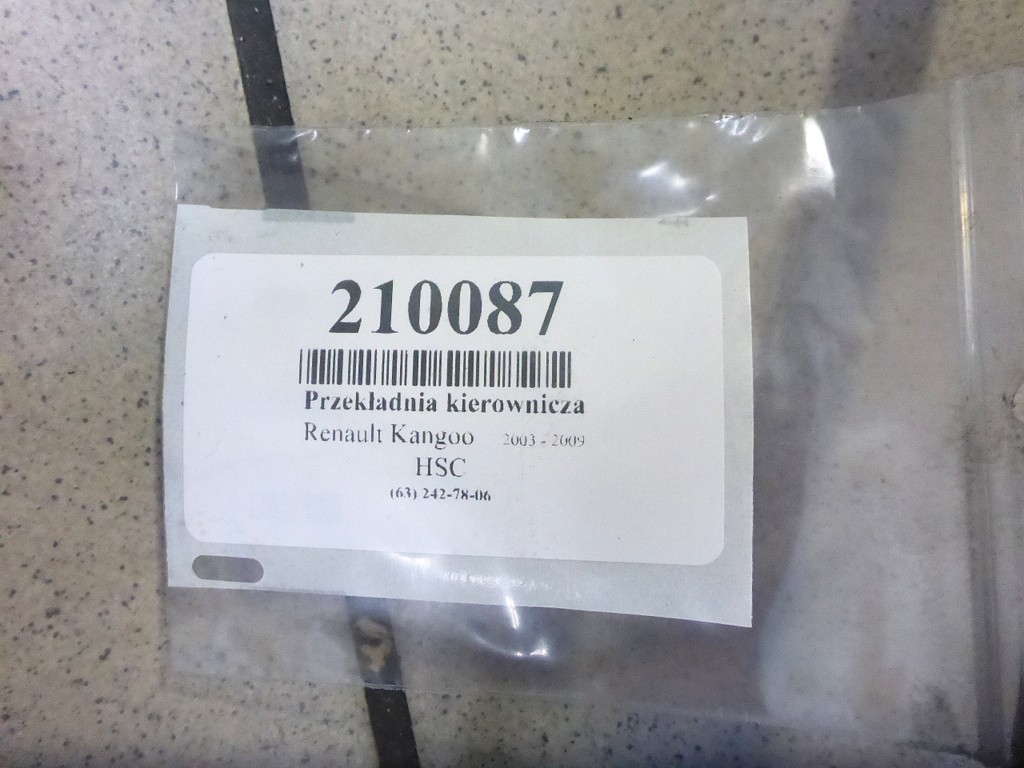 210087
Przekładnia kierownicza
Renault Kangoo 2003 - 2009
HSC
(63) 242-78-06